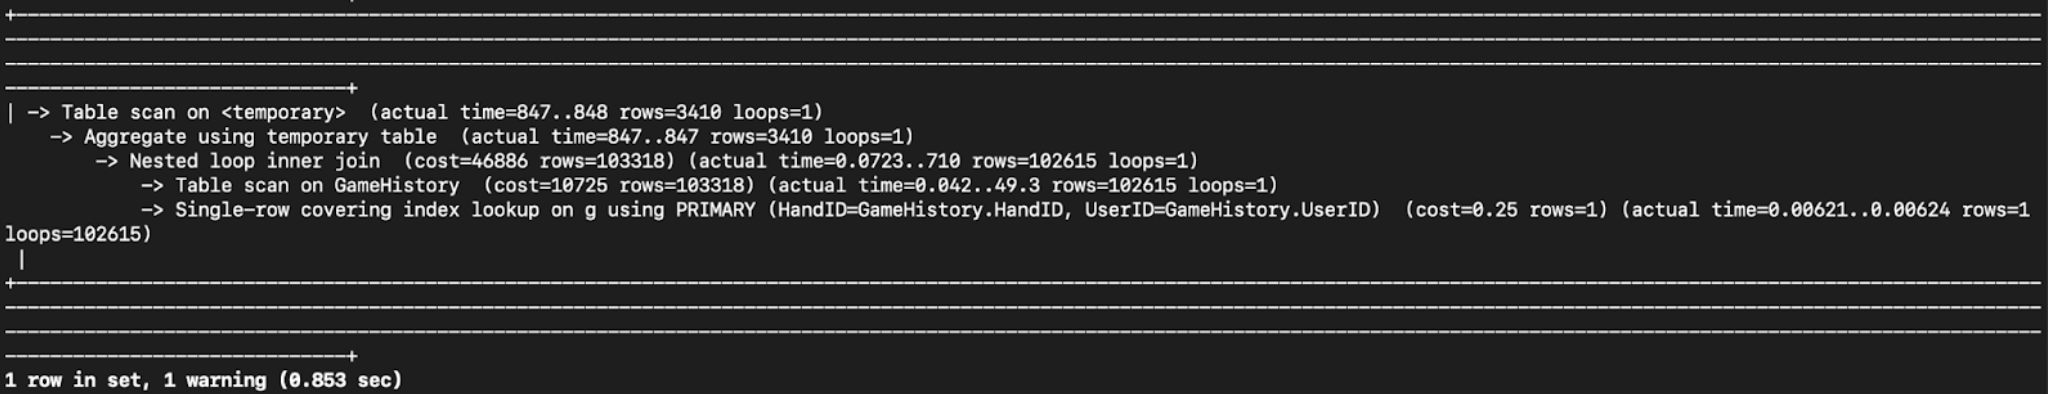 +------------------------------------------------------------------------------------------------------------------------------------------------------------------------------------
------------------------------------------------------------------------------------------------------------------------------------------------------------------------------------
------------------------------------------------------------------------------------------------------------------------------------------------------------------------------------
------------------------------+
| -> Table scan on <temporary>  (actual time=847..848 rows=3410 loops=1)
    -> Aggregate using temporary table  (actual time=847..847 rows=3410 loops=1)
        -> Nested loop inner join  (cost=46886 rows=103318) (actual time=0.0723..710 rows=102615 loops=1)
            -> Table scan on GameHistory  (cost=10725 rows=103318) (actual time=0.042..49.3 rows=102615 loops=1)
            -> Single-row covering index lookup on g using PRIMARY (HandID=GameHistory.HandID, UserID=GameHistory.UserID)  (cost=0.25 rows=1) (actual time=0.00621..0.00624 rows=1
loops=102615)
 |
+------------------------------------------------------------------------------------------------------------------------------------------------------------------------------------
------------------------------------------------------------------------------------------------------------------------------------------------------------------------------------
------------------------------------------------------------------------------------------------------------------------------------------------------------------------------------
------------------------------+
1 row in set, 1 warning (0.853 sec)